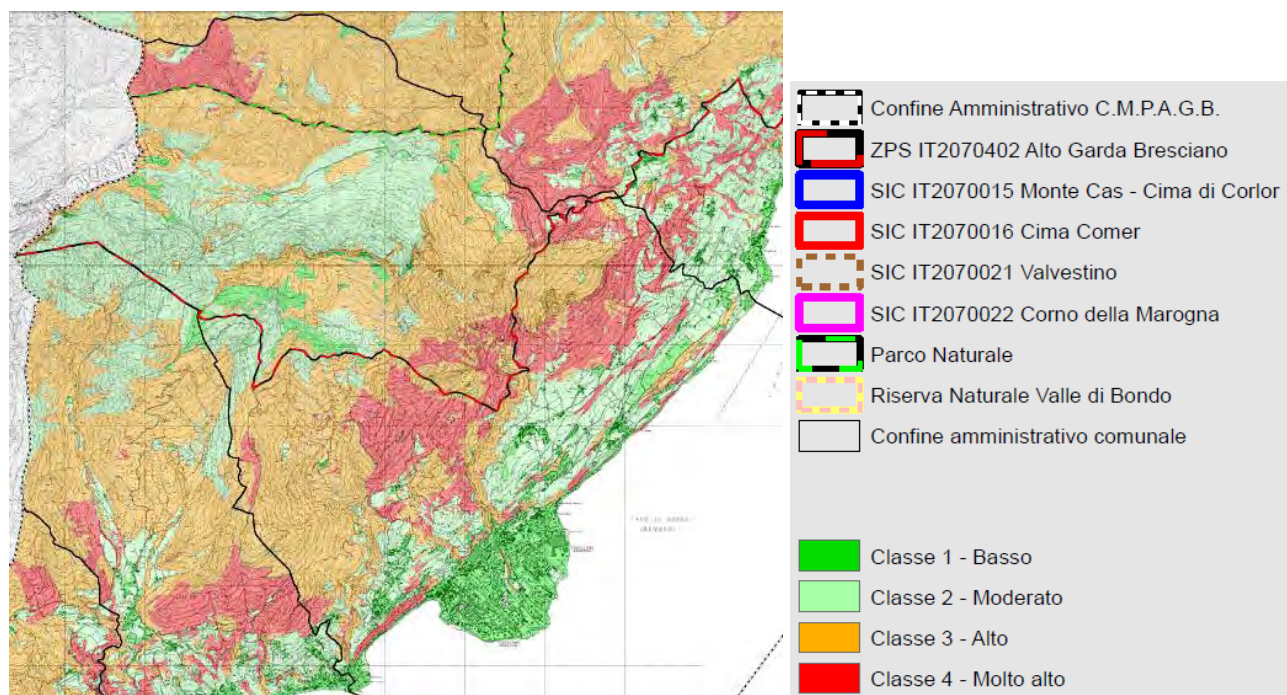 Confine Amministrativo C.M.P.A.G.B.
ZPS IT2070402 Alto Garda Bresciano
SIC IT2070015 Monte Cas - Cima di Corlor
SIC IT2070016 Cima Comer
SIC IT2070021 Valvestino
SIC IT2070022 Corno della Marogna
Parco Naturale
Riserva Naturale Valle di Bondo
Confine amministrativo comunale
Classe 1 - Basso
Classe 2 - Moderato
Classe 3 - Alto
Classe 4 - Molto alto